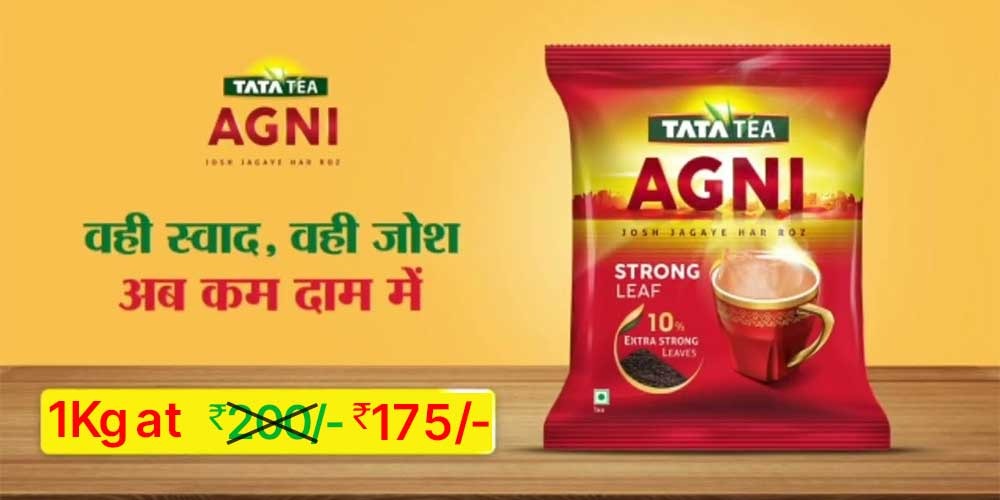 TATA TEA
AGNI
JOSH JAGAYE HAR ROZ
वही स्वाद, वही जोश
अब कम दाम में
1Kg at ₹200/- ₹175/-
TATA TEA
AGNI
JOSH JAGAYE HAR ROZ
STRONG
LEAF
10%
EXTRA STRONG
LEAVES
Tea